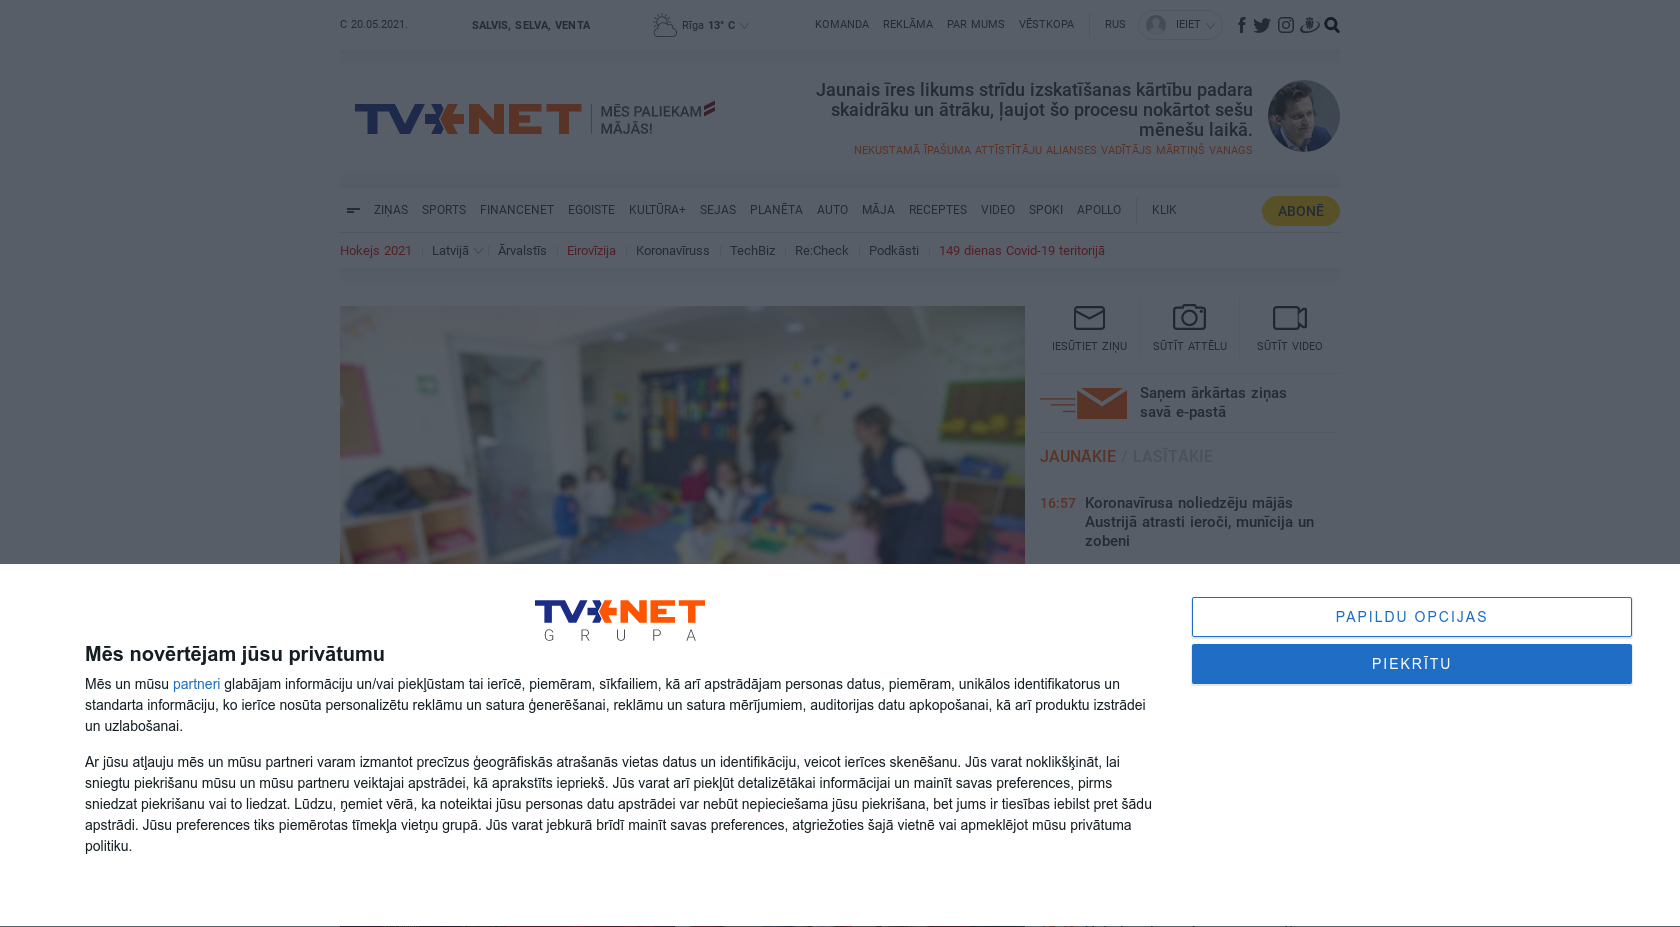 C 20.05.2021.
SALVIS, SELVA, VENTA
Rīga 13° C
KOMANDA REKLĀMA PAR MUMS VĒSTKOPA RUS IEIET
TVNET MĒS PALIEKAM MĀJĀS!
Jaunais īres likums strīdu izskatīšanas kārtību padara
skaidrāku un ātrāku, ļaujot šo procesu nokārtot sešu
mēnešu laikā.
NEKUSTAMĀ ĪPAŠUMA ATTĪSTĪTĀJU ALIANSES VADĪTĀJS MĀRTIŅŠ VANAGS
ZIŅAS SPORTS FINANCENET EGOISTE KULTŪRA+ SEJAS PLANĒTA AUTO MĀJA RECEPTES VIDEO SPOKI APOLLO KLIK ABONĒ
Hokejs 2021 Latvijā Ārvalstīs Eirovīzija Koronavīruss TechBiz Re:Check Podkāsti 149 dienas Covid-19 teritorijā
IESŪTIET ZIŅU SŪTĪT ATTĒLU SŪTĪT VIDEO
Saņem ārkārtas ziņas
savā e-pastā
JAUNĀKIE / LASĪTĀKIE
16:57 Koronavīrusa noliedzēju mājās
Austrijā atrasti ieroči, munīcija un
zobeni
TVNET
GRUPA
Mēs novērtējam jūsu privātumu
Mēs un mūsu partneri glabājam informāciju un/vai piekļūstam tai ierīcē, piemēram, sīkfailiem, kā arī apstrādājam personas datus, piemēram, unikālos identifikatorus un
standarta informāciju, ko ierīce nosūta personalizētu reklāmu un satura ģenerēšanai, reklāmu un satura mērījumiem, auditorijas datu apkopošanai, kā arī produktu izstrādei
un uzlabošanai.
Ar jūsu atļauju mēs un mūsu partneri varam izmantot precīzus ģeogrāfiskās atrašanās vietas datus un identifikāciju, veicot ierīces skenēšanu. Jūs varat noklikšķināt, lai
sniegtu piekrišanu mūsu un mūsu partneru veiktajai apstrādei, kā aprakstīts iepriekš. Jūs varat arī piekļūt detalizētākai informācijai un mainīt savas preferences, pirms
sniedzat piekrišanu vai to liedzat. Lūdzu, ņemiet vērā, ka noteiktai jūsu personas datu apstrādei var nebūt nepieciešama jūsu piekrišana, bet jums ir tiesības iebilst pret šādu
apstrādi. Jūsu preferences tiks piemērotas tīmekļa vietņu grupā. Jūs varat jebkurā brīdī mainīt savas preferences, atgriežoties šajā vietnē vai apmeklējot mūsu privātuma
politiku.
PAPILDU OPCIJAS
PIEKRĪTU